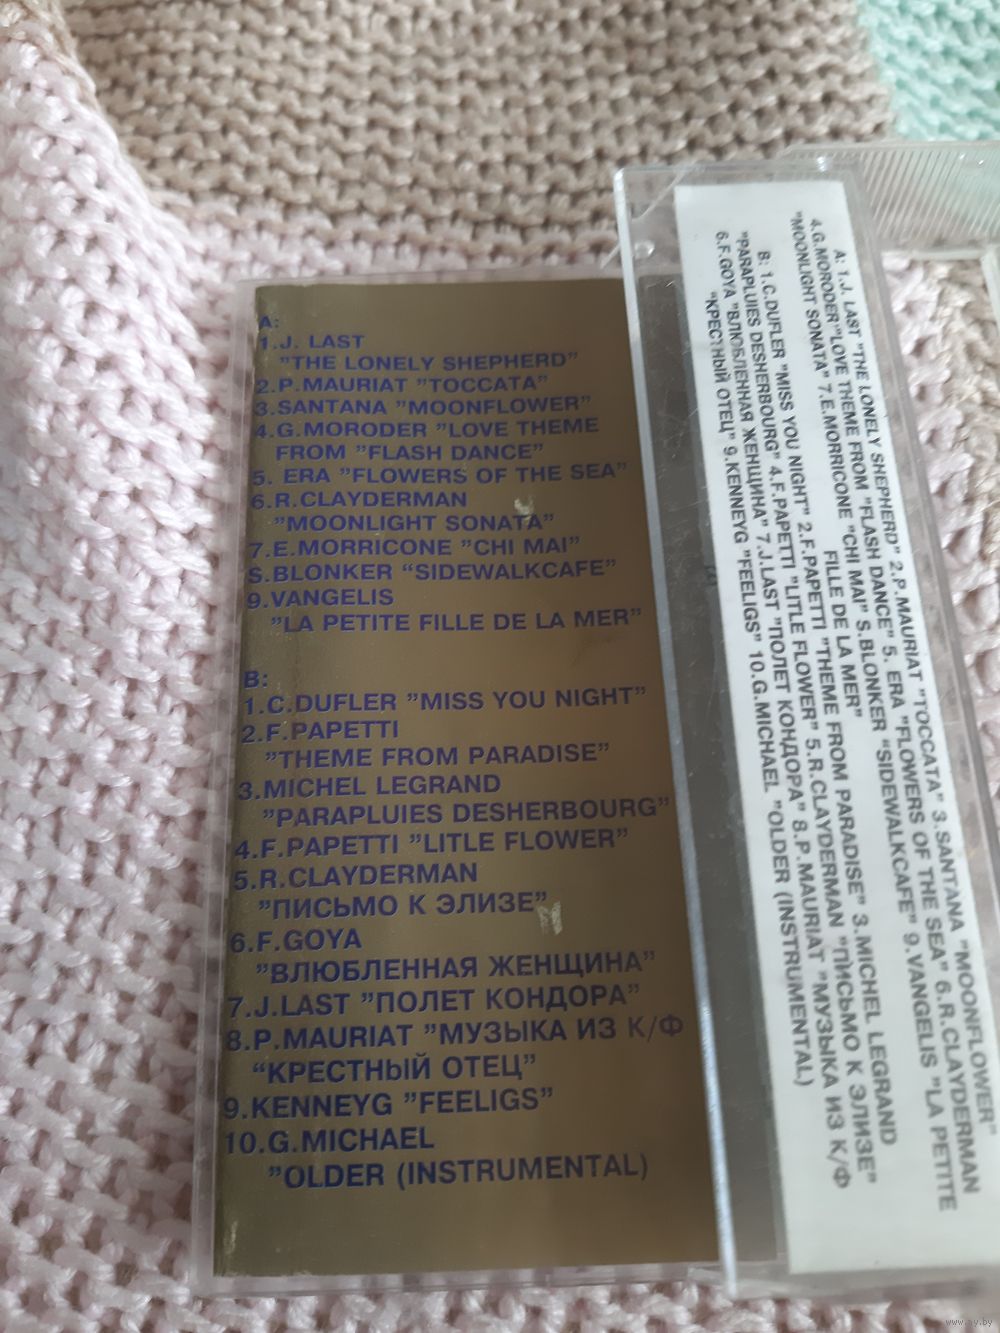 A:
1.J. LAST
"THE LONELY SHEPHERD"
2.P.MAURIAT "TOCCATA"
3.SANTANA "MOONFLOWER"
4.G.MORODER "LOVE THEME
FROM "FLASH DANCE"
5. ERA "FLOWERS OF THE SEA"
6.R.CLAYDERMAN
"MOONLIGHT SONATA"
7.E.MORRICONE "CHI MAI"
S.BLONKER "SIDEWALKCAFE"
9.VANGELIS
"LA PETITE FILLE DE LA MER"
B:
1.C.DUFLER "MISS YOU NIGHT"
2.F.PAPETTI
"THEME FROM PARADISE"
3.MICHEL LEGRAND
"PARAPLUIES DESHERBOURG"
4.F.PAPETTI "LITLE FLOWER"
5.R.CLAYDERMAN
"ПИСЬМО К ЭЛИЗЕ"
6.F.GOYA
"ВЛЮБЛЕННАЯ ЖЕНЩИНА"
7.J.LAST "ПОЛЕТ КОНДОРА"
8.P.MAURIAT "МУЗЫКА ИЗ К/Ф
"КРЕСТНЫЙ ОТЕЦ"
9.KENNEYG "FEELIGS"
10.G.MICHAEL
"OLDER (INSTRUMENTAL)
A: 1.J. LAST "THE LONELY SHEPHERD" 2.P.MAURIAT "TOCCATA" 3.SANTANA "MOONFLOWER"
4.G.MORODER "LOVE THEME FROM "FLASH DANCE" 5. ERA "FLOWERS OF THE SEA" 6.R.CLAYDERMAN
"MOONLIGHT SONATA" 7.E.MORRICONE "CHI MAI" S.BLONKER "SIDEWALKCAFE" 9.VANGELIS "LA PETITE
FILLE DE LA MER"
B: 1.C.DUFLER "MISS YOU NIGHT" 2.F.PAPETTI "THEME FROM PARADISE" 3.MICHEL LEGRAND
"PARAPLUIES DESHERBOURG" 4.F.PAPETTI "LITLE FLOWER" 5.R.CLAYDERMAN "ПИСЬМО К ЭЛИЗЕ"
6.F.GOYA "ВЛЮБЛЕННАЯ ЖЕНЩИНА" 7.J.LAST "ПОЛЕТ КОНДОРА" 8.P.MAURIAT "МУЗЫКА ИЗ К/Ф
"КРЕСТНЫЙ ОТЕЦ" 9.KENNEYG "FEELIGS" 10.G.MICHAEL "OLDER (INSTRUMENTAL)
www.ay.by